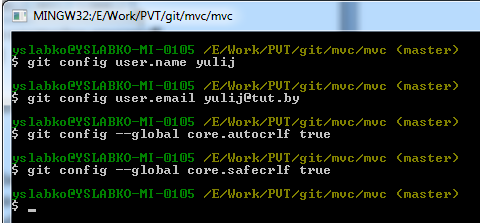 MINGW32:/E/Work/PVT/git/mvc/mvc
yslabko@YSLABKO-MI-0105 /E/Work/PVT/git/mvc/mvc (master)
$ git config user.name yulij
yslabko@YSLABKO-MI-0105 /E/Work/PVT/git/mvc/mvc (master)
$ git config user.email yulij@tut.by
yslabko@YSLABKO-MI-0105 /E/Work/PVT/git/mvc/mvc (master)
$ git config --global core.autocrlf true
yslabko@YSLABKO-MI-0105 /E/Work/PVT/git/mvc/mvc (master)
$ git config --global core.safecrlf true
yslabko@YSLABKO-MI-0105 /E/Work/PVT/git/mvc/mvc (master)
$ _